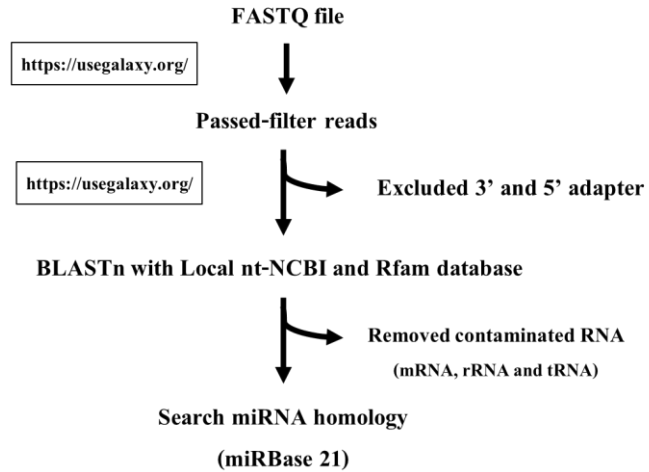 FASTQ file
https://usegalaxy.org/
Passed-filter reads
https://usegalaxy.org/
Excluded 3’ and 5’ adapter
BLASTn with Local nt-NCBI and Rfam database
Removed contaminated RNA
(mRNA, rRNA and tRNA)
Search miRNA homology
(miRBase 21)